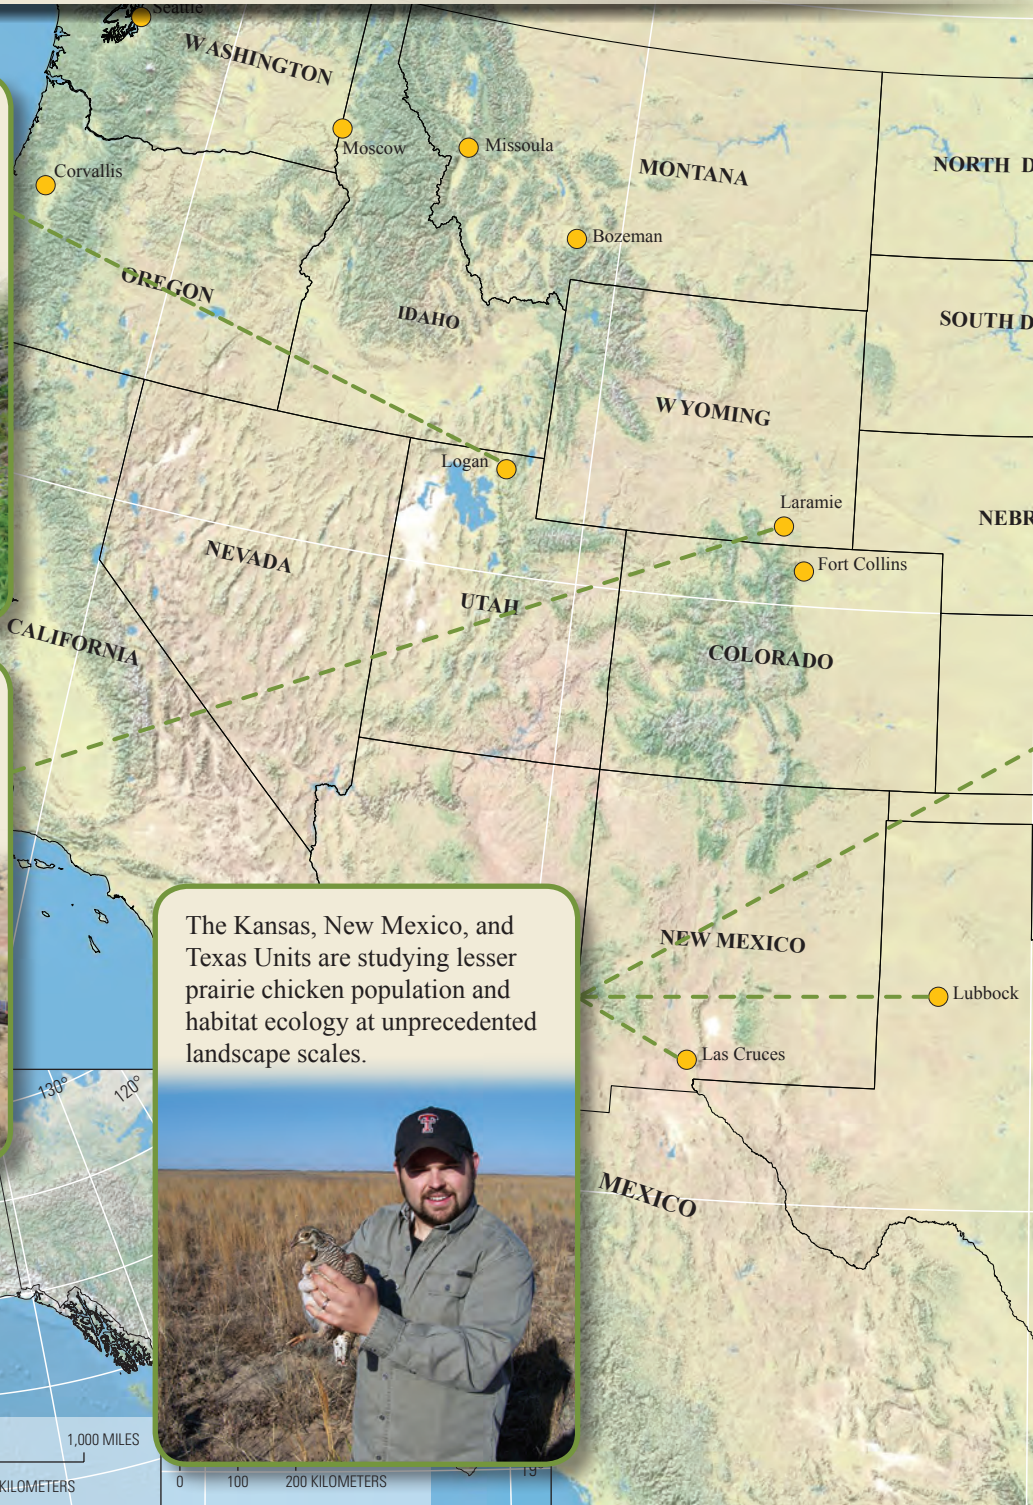 Seattle
WASHINGTON
Moscow
Missoula
MONTANA
NORTH D
Corvallis
Bozeman
OREGON
IDAHO
SOUTH D
WYOMING
Logan
Laramie
NEBR
NEVADA
Fort Collins
UTAH
CALIFORNIA
COLORADO
The Kansas, New Mexico, and
Texas Units are studying lesser
prairie chicken population and
habitat ecology at unprecedented
landscape scales.
NEW MEXICO
Lubbock
Las Cruces
130°
120°
T
MEXICO
1,000 MILES
KILOMETERS
0 100 200 KILOMETERS
19°